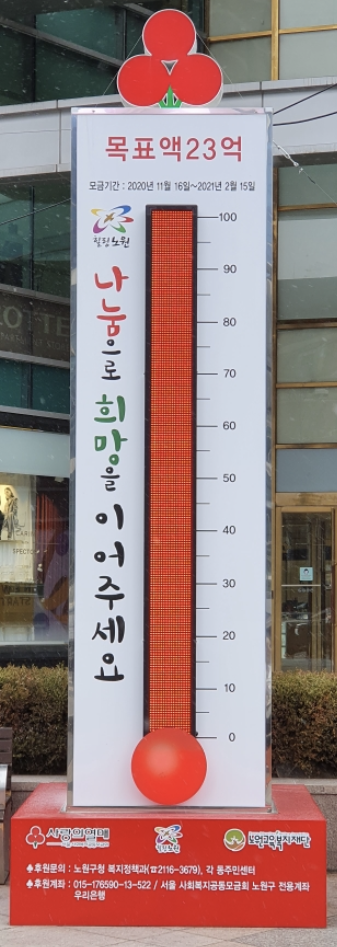 목표액23억
모금기간 : 2020년 11월 16일~2021년 2월 15일
힐링노원
나눔으로 희망을 이어주세요
100
90
80
70
60
50
40
30
20
10
0
사랑의열매
힐링노원
노원교육복지재단
♣후원문의 : 노원구청 복지정책과(☎2116-3679), 각 동주민센터
♣후원계좌 : 015-176590-13-522 / 서울 사회복지공동모금회 노원구 전용계좌
우리은행